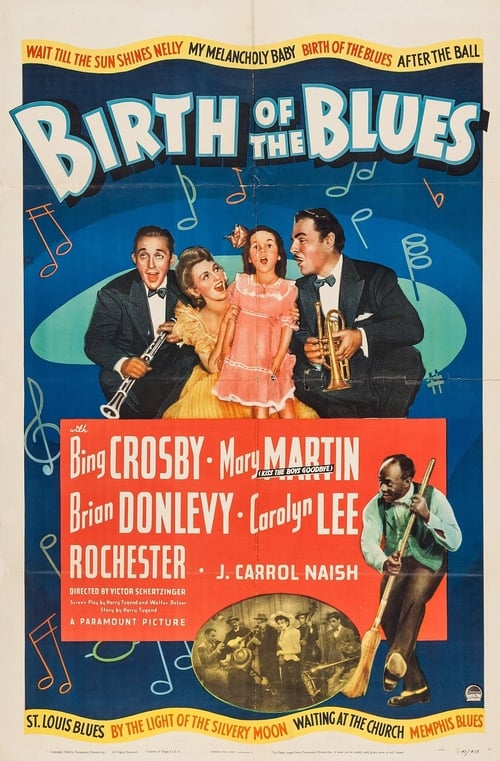 WAIT TILL THE SUN SHINES NELLY MY MELANCHOLY BABY BIRTH OF THE BLUES AFTER THE BALL
BIRTH OF THE BLUES
with
Bing CROSBY · Mary MARTIN
(KISS THE BOYS GOODBYE)
Brian DONLEVY · Carolyn LEE
ROCHESTER · J. CARROL NAISH
DIRECTED BY VICTOR SCHERTZINGER
Screen Play by Harry Tugend and Walter DeLeon
Story by Harry Tugend
A PARAMOUNT PICTURE
ST. LOUIS BLUES BY THE LIGHT OF THE SILVERY MOON WAITING AT THE CHURCH MEMPHIS BLUES